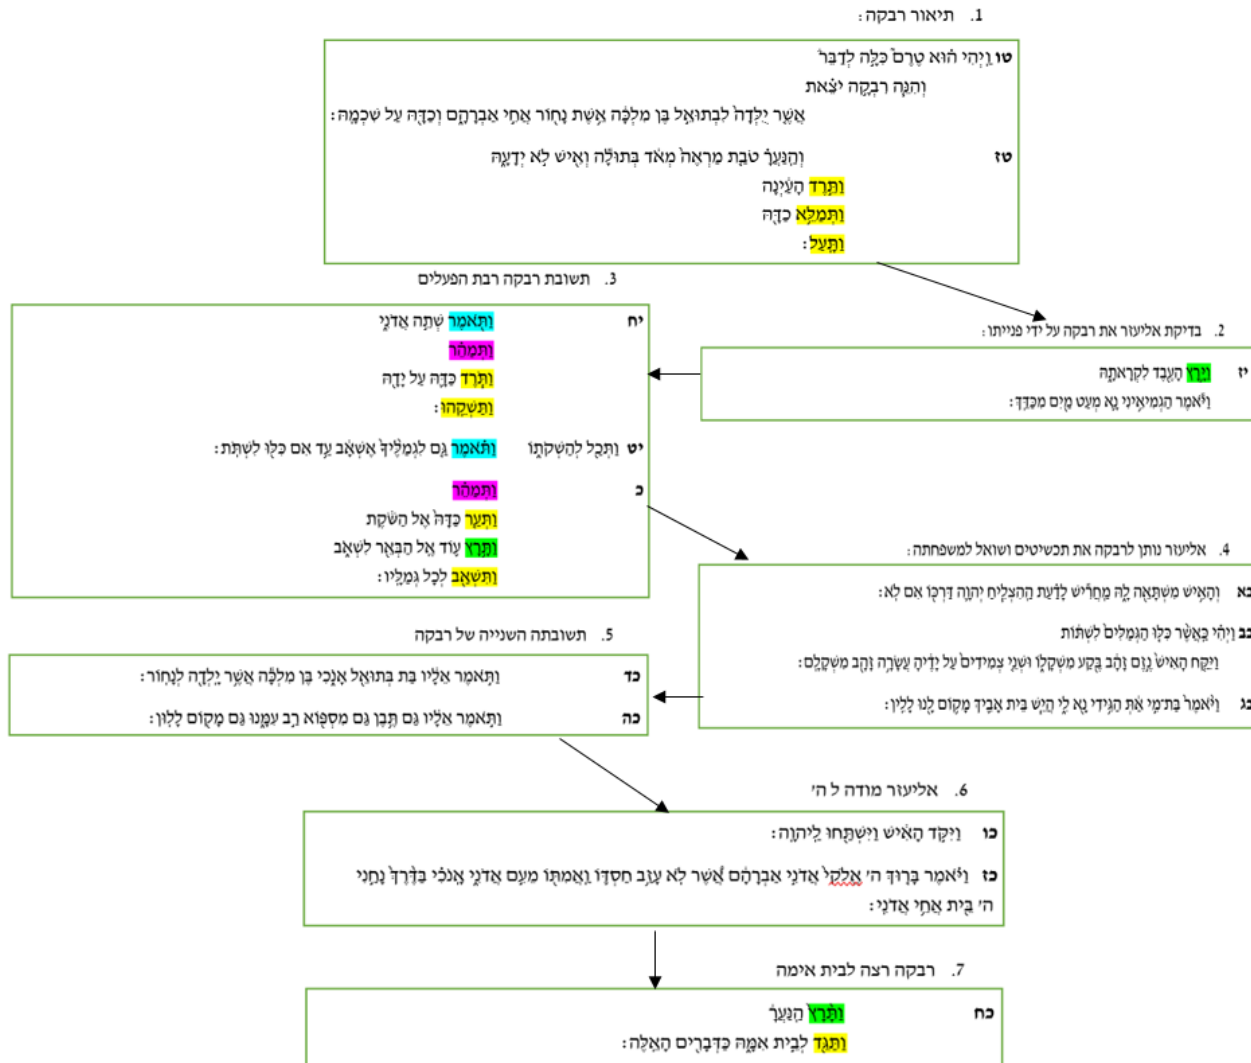 1. תיאור רבקה:
טו וַיְהִי הוּא טֶרֶם כִּלָּה לְדַבֵּר
וְהִנֵּה רִבְקָה יֹצֵאת
אֲשֶׁר יֻלְּדָה לִבְתוּאֵל בֶּן מִלְכָּה אֵשֶׁת נָחוֹר אֲחִי אַבְרָהָם וְכַדָּהּ עַל שִׁכְמָהּ:
טז וְהַנַּעֲרָ טֹבַת מַרְאֶה מְאֹד בְּתוּלָה וְאִישׁ לֹא יְדָעָהּ
וַתֵּרֶד הָעַיְנָה
וַתְּמַלֵּא כַדָּהּ
וַתָּעַל:
2. בדיקת אליעזר את רבקה על ידי פנייתו:
יז וַיָּרָץ הָעֶבֶד לִקְרָאתָהּ
וַיֹּאמֶר הַגְמִיאִינִי נָא מְעַט מַיִם מִכַּדֵּךְ:
3. תשובת רבקה רבת הפעלים
יח וַתֹּאמֶר שְׁתֵה אֲדֹנִי
וַתְּמַהֵר
וַתֹּרֶד כַּדָּהּ עַל יָדָהּ
וַתַּשְׁקֵהוּ:
יט וַתְּכַל לְהַשְׁקֹתוֹ וַתֹּאמֶר גַּם לִגְמַלֶּיךָ אֶשְׁאָב עַד אִם כִּלּוּ לִשְׁתֹּת:
כ וַתְּמַהֵר
וַתְּעַר כַּדָּהּ אֶל הַשֹּׁקֶת
וַתָּרָץ עוֹד אֶל הַבְּאֵר לִשְׁאֹב
וַתִּשְׁאַב לְכָל גְּמַלָּיו:
4. אליעזר נותן לרבקה את תכשיטים ושואל למשפחתה:
כא וְהָאִישׁ מִשְׁתָּאֵה לָהּ מַחֲרִישׁ לָדַעַת הַהִצְלִיחַ יְהוָה דַּרְכּוֹ אִם לֹא:
כב וַיְהִי כַּאֲשֶׁר כִּלּוּ הַגְּמַלִּים לִשְׁתּוֹת
וַיִּקַּח הָאִישׁ נֶזֶם זָהָב בֶּקַע מִשְׁקָלוֹ וּשְׁנֵי צְמִידִים עַל יָדֶיהָ עֲשָׂרָה זָהָב מִשְׁקָלָם:
כג וַיֹּאמֶר בַּת־מִי אַתְּ הַגִּידִי נָא לִי הֲיֵשׁ בֵּית אָבִיךְ מָקוֹם לָנוּ לָלִין:
5. תשובתה השנייה של רבקה
כד וַתֹּאמֶר אֵלָיו בַּת בְּתוּאֵל אָנֹכִי בֶּן מִלְכָּה אֲשֶׁר יָלְדָה לְנָחוֹר:
כה וַתֹּאמֶר אֵלָיו גַּם תֶּבֶן גַּם מִסְפּוֹא רַב עִמָּנוּ גַּם מָקוֹם לָלוּן:
6. אליעזר מודה ל ה'
כו וַיִּקֹּד הָאִישׁ וַיִּשְׁתַּחוּ לַיהוָה:
כז וַיֹּאמֶר בָּרוּךְ ה' אֱלֹקֵי אֲדֹנִי אַבְרָהָם אֲשֶׁר לֹא עָזַב חַסְדּוֹ וַאֲמִתּוֹ מֵעִם אֲדֹנִי אָנֹכִי בַּדֶּרֶךְ נָחַנִי
ה' בֵּית אֲחֵי אֲדֹנִי:
7. רבקה רצה לבית אימה
כח וַתָּרָץ הַנַּעֲרָ
וַתַּגֵּד לְבֵית אִמָּהּ כַּדְּבָרִים הָאֵלֶּה: